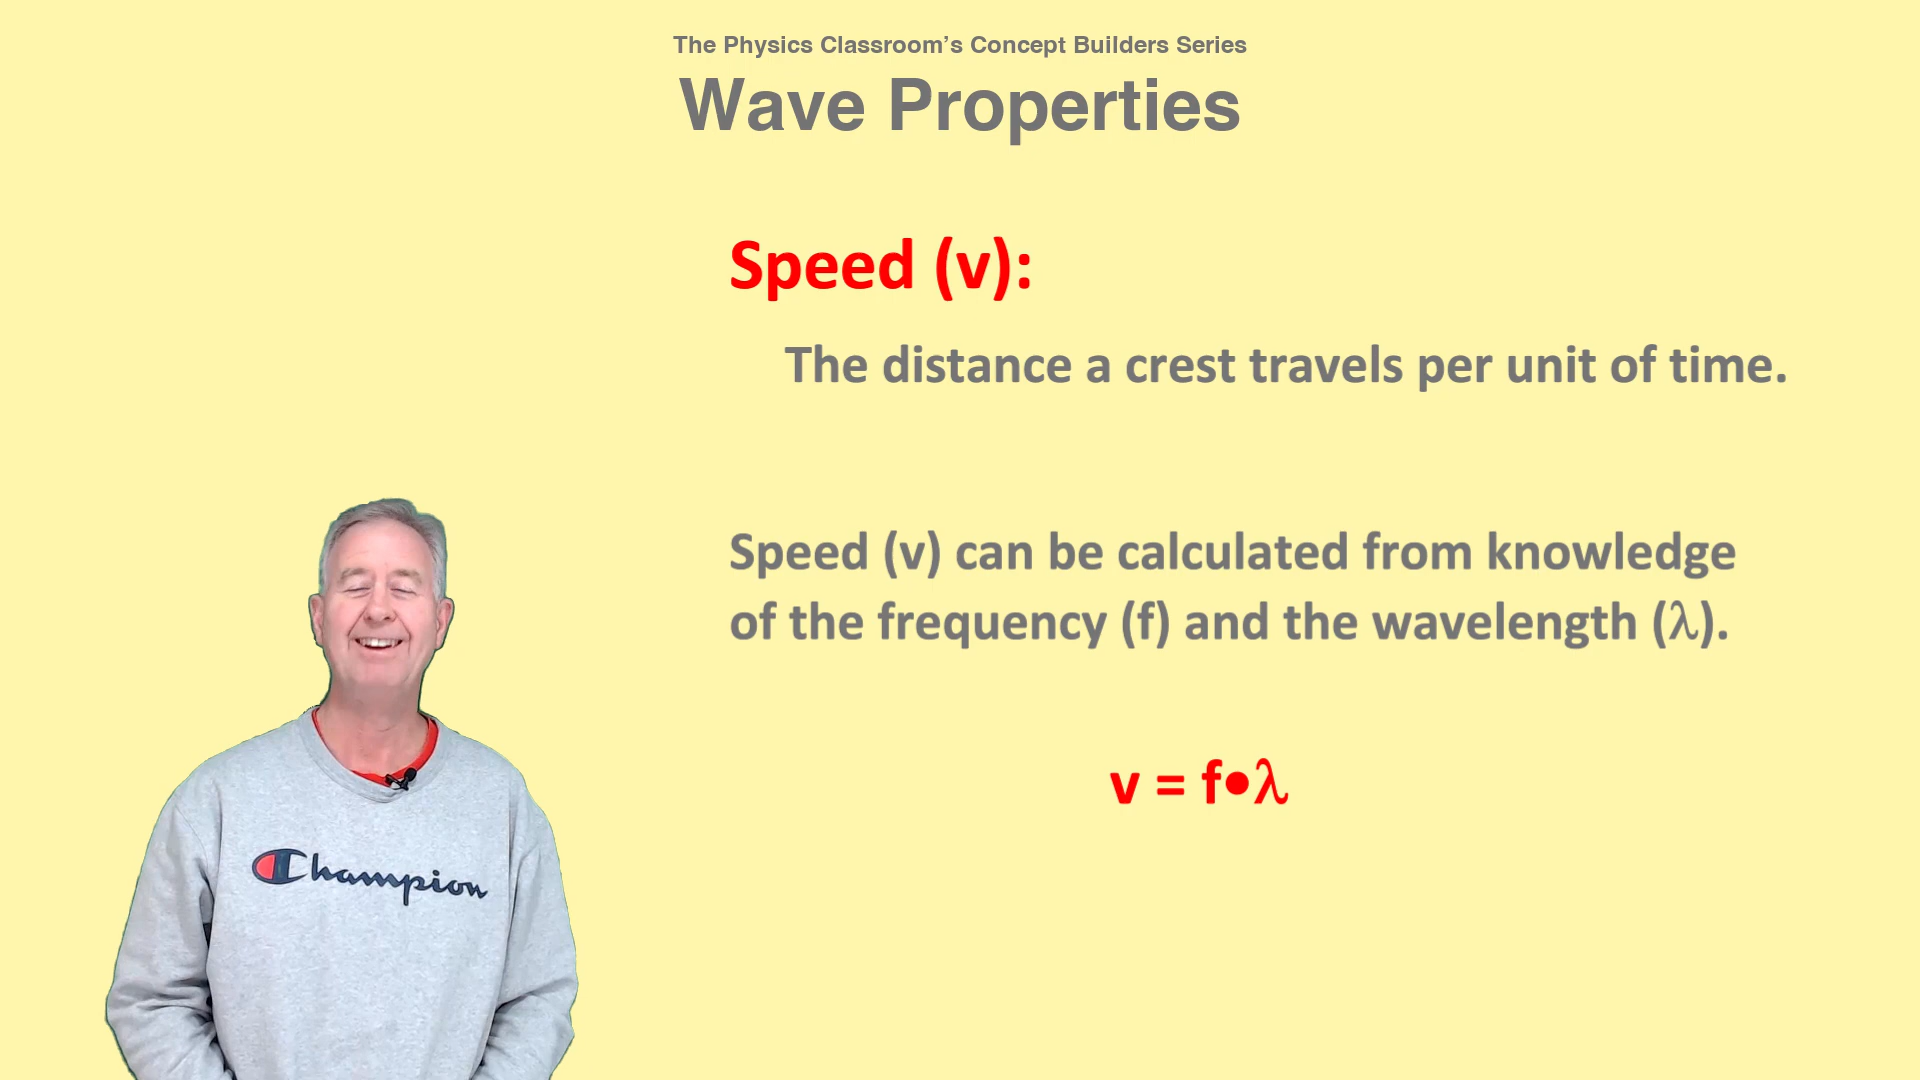 The Physics Classroom’s Concept Builders Series
Wave Properties
Speed (v):
The distance a crest travels per unit of time.
Speed (v) can be calculated from knowledge
of the frequency (f) and the wavelength (λ).
v = f•λ
Champion